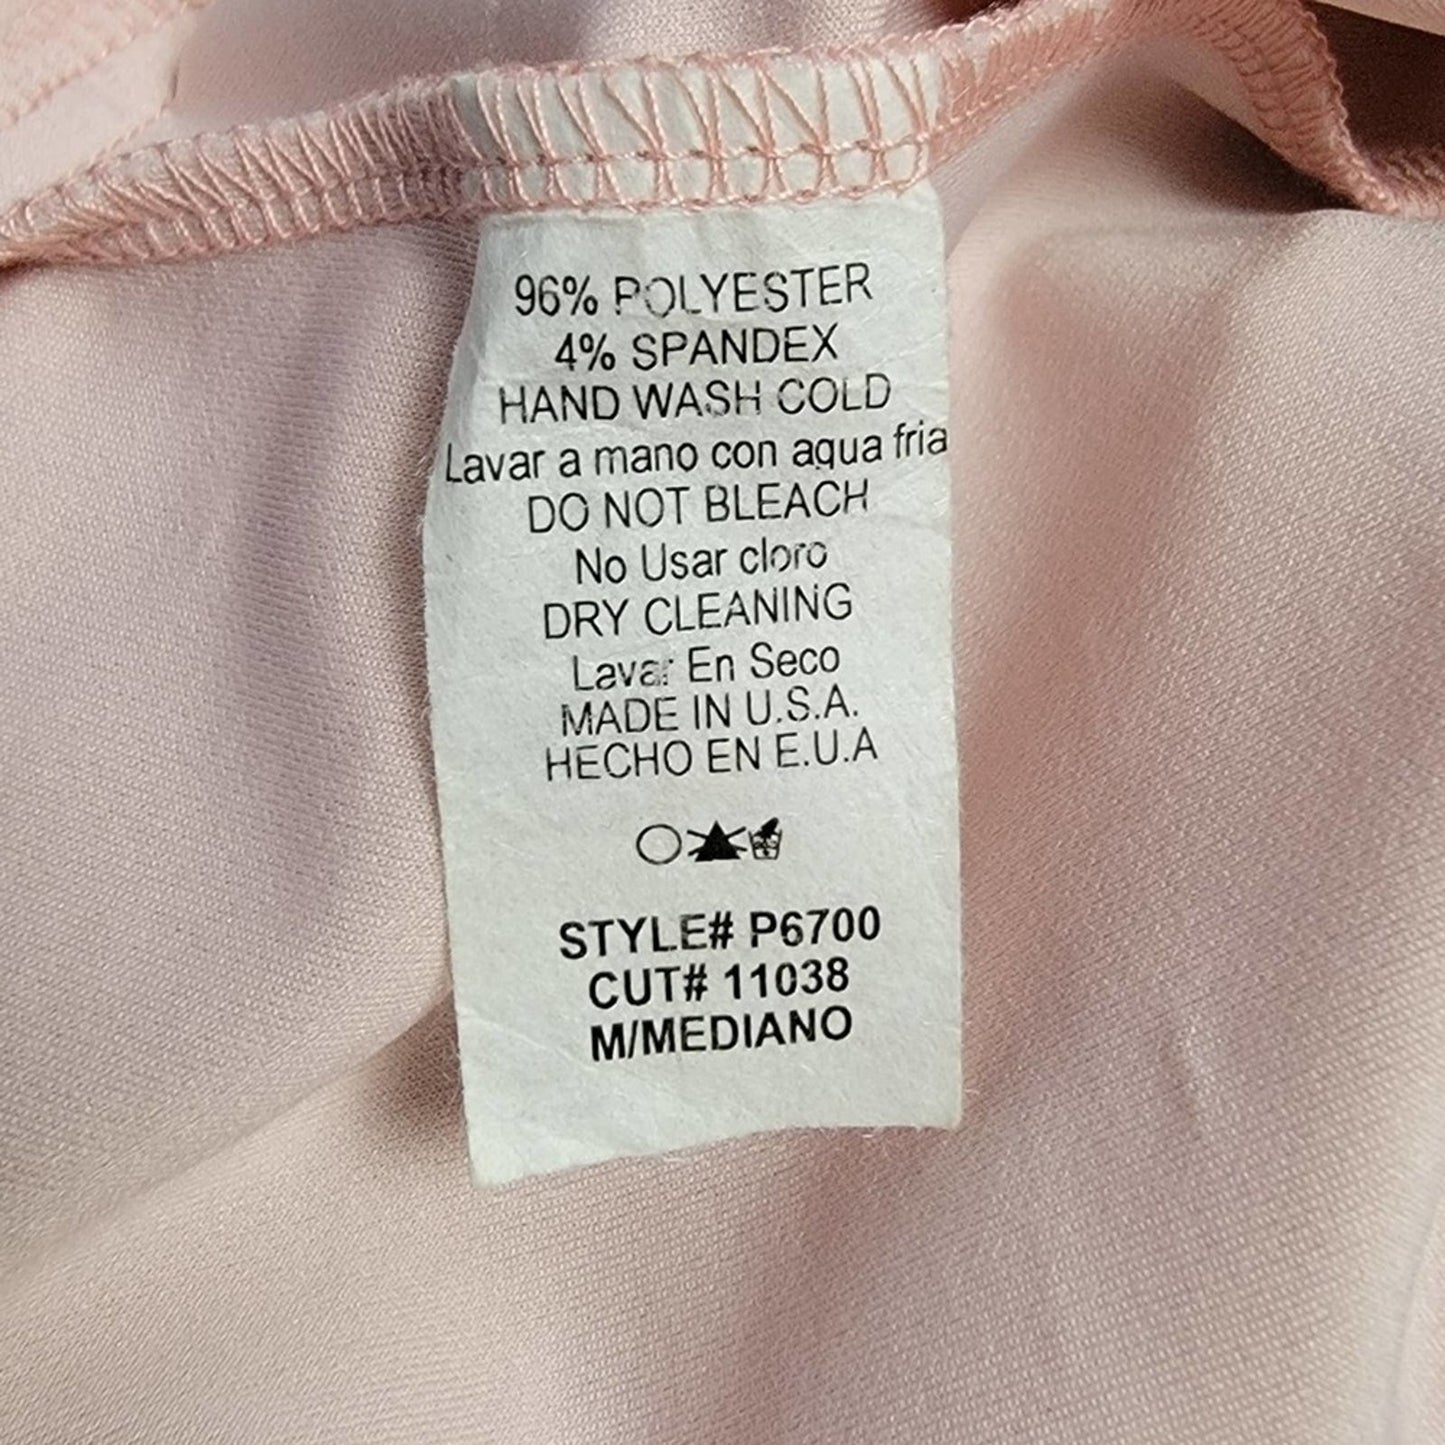 96% POLYESTER
4% SPANDEX
HAND WASH COLD
Lavar a mano con aqua fria
DO NOT BLEACH
No Usar cloro
DRY CLEANING
Lavar En Seco
MADE IN U.S.A.
HECHO EN E.U.A
STYLE# P6700
CUT# 11038
M/MEDIANO